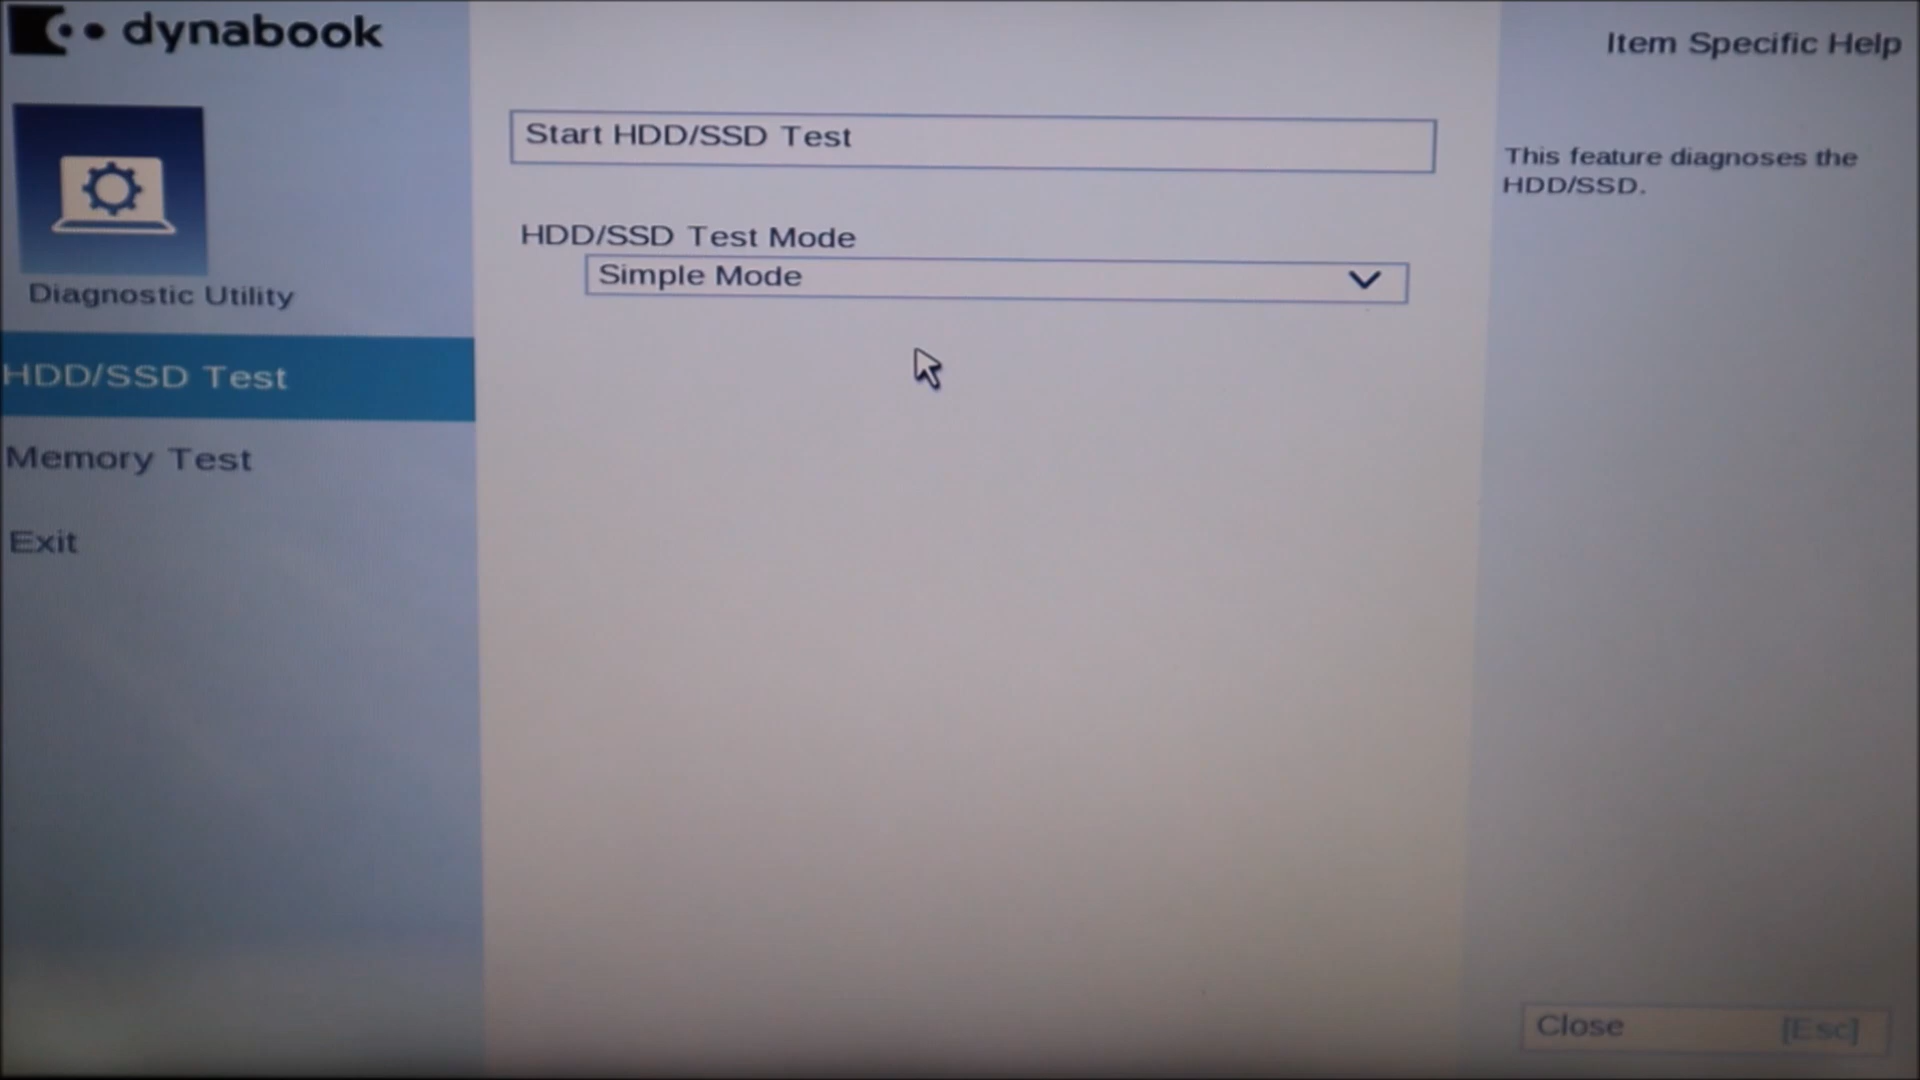 dynabook
Item Specific Help
Diagnostic Utility
HDD/SSD Test
Memory Test
Exit
Start HDD/SSD Test
HDD/SSD Test Mode
Simple Mode
This feature diagnoses the
HDD/SSD.
Close [Esc]